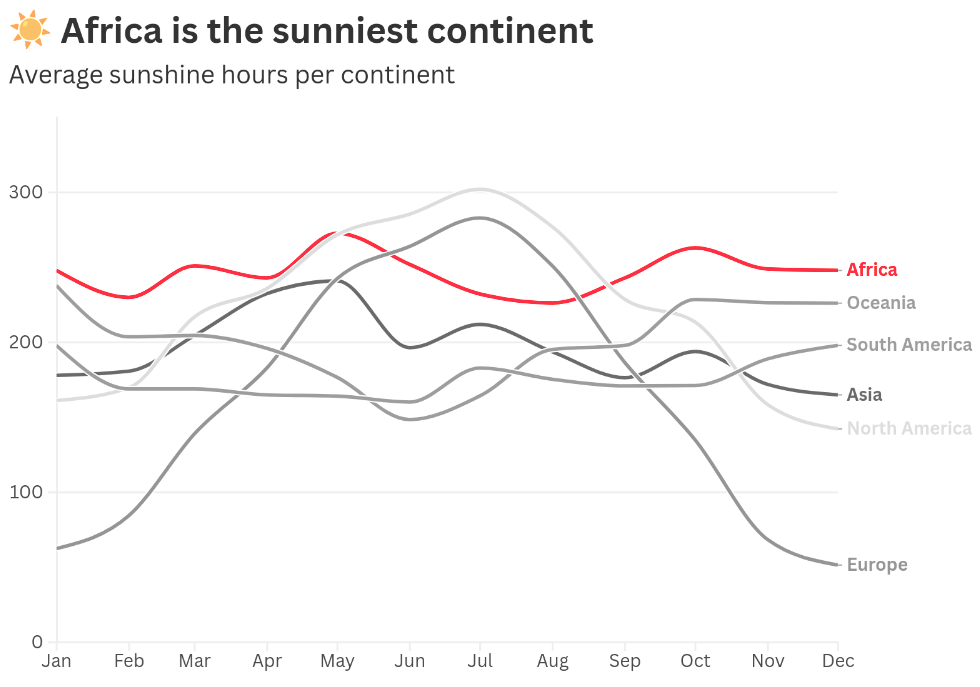 Africa is the sunniest continent
Average sunshine hours per continent
300
200
100
0
Africa
Oceania
South America
Asia
North America
Europe
Jan Feb Mar Apr May Jun Jul Aug Sep Oct Nov Dec